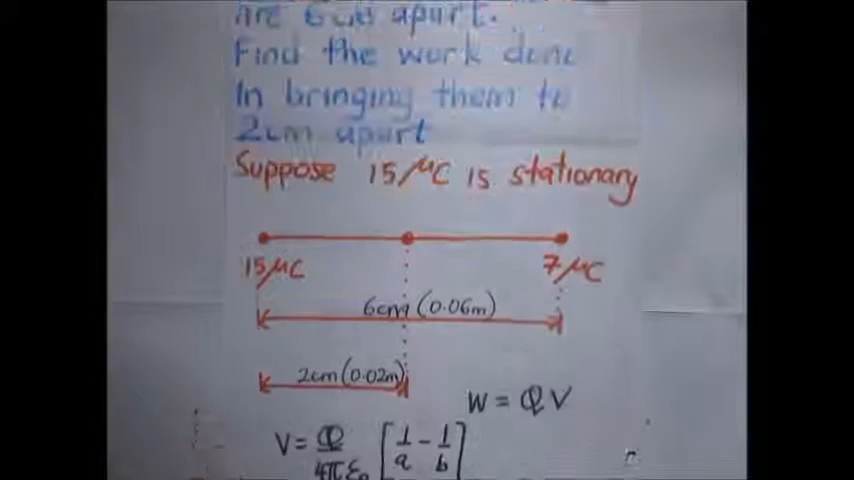 are 6cms apart.
Find the work done
In bringing them to
2cm apart
Suppose 15μC is stationary
15μC 7μC
6cm (0.06m)
2cm (0.02m)
W = QV
V = Q/4πε₀ [1/a - 1/b]